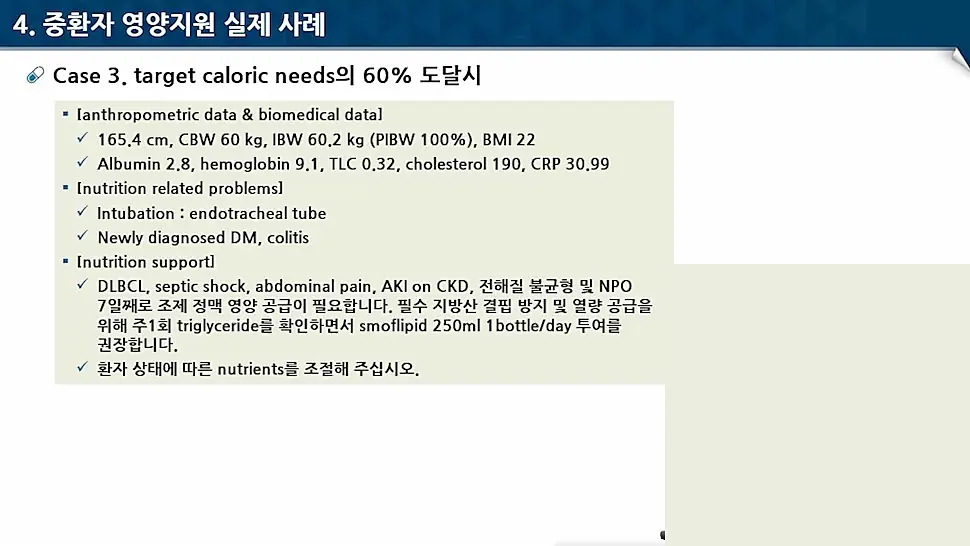 4. 중환자 영양지원 실제 사례
Case 3. target caloric needs의 60% 도달시
[anthropometric data & biomedical data]
165.4 cm, CBW 60 kg, IBW 60.2 kg (PIBW 100%), BMI 22
Albumin 2.8, hemoglobin 9.1, TLC 0.32, cholesterol 190, CRP 30.99
[nutrition related problems]
Intubation : endotracheal tube
Newly diagnosed DM, colitis
[nutrition support]
DLBCL, septic shock, abdominal pain, AKI on CKD, 전해질 불균형 및 NPO
7일째로 조제 정맥 영양 공급이 필요합니다. 필수 지방산 결핍 방지 및 열량 공급을
위해 주1회 triglyceride를 확인하면서 smoflipid 250ml 1bottle/day 투여를
권장합니다.
환자 상태에 따른 nutrients를 조절해 주십시오.